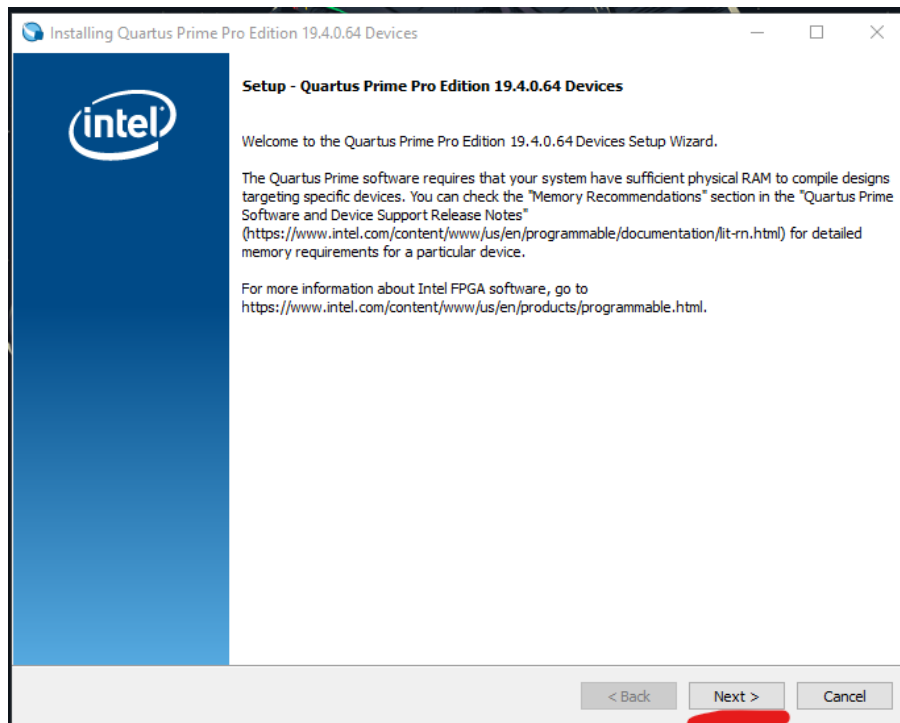 Installing Quartus Prime Pro Edition 19.4.0.64 Devices
intel
Setup - Quartus Prime Pro Edition 19.4.0.64 Devices
Welcome to the Quartus Prime Pro Edition 19.4.0.64 Devices Setup Wizard.
The Quartus Prime software requires that your system have sufficient physical RAM to compile designs
targeting specific devices. You can check the "Memory Recommendations" section in the "Quartus Prime
Software and Device Support Release Notes"
(https://www.intel.com/content/www/us/en/programmable/documentation/lit-rn.html) for detailed
memory requirements for a particular device.
For more information about Intel FPGA software, go to
https://www.intel.com/content/www/us/en/products/programmable.html.
< Back
Next >
Cancel